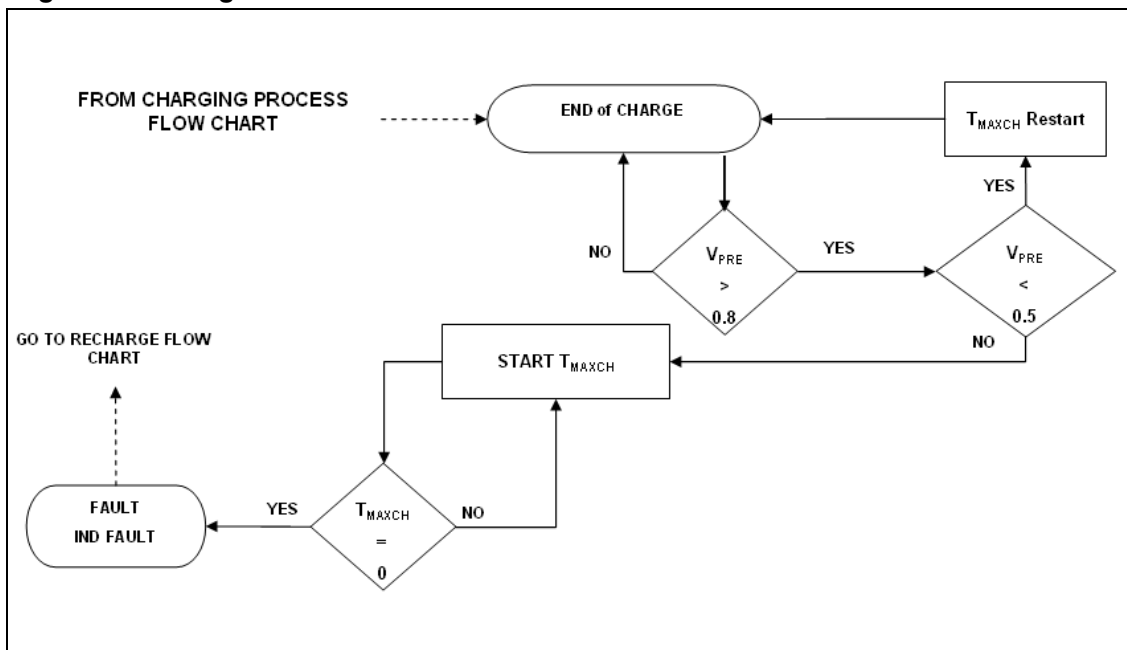 FROM CHARGING PROCESS
FLOW CHART
END of CHARGE
TMAXCH Restart
YES
NO
VPRE
>
0.8
YES
VPRE
<
0.5
NO
GO TO RECHARGE FLOW
CHART
START TMAXCH
FAULT
IND FAULT
YES
TMAXCH
=
0
NO